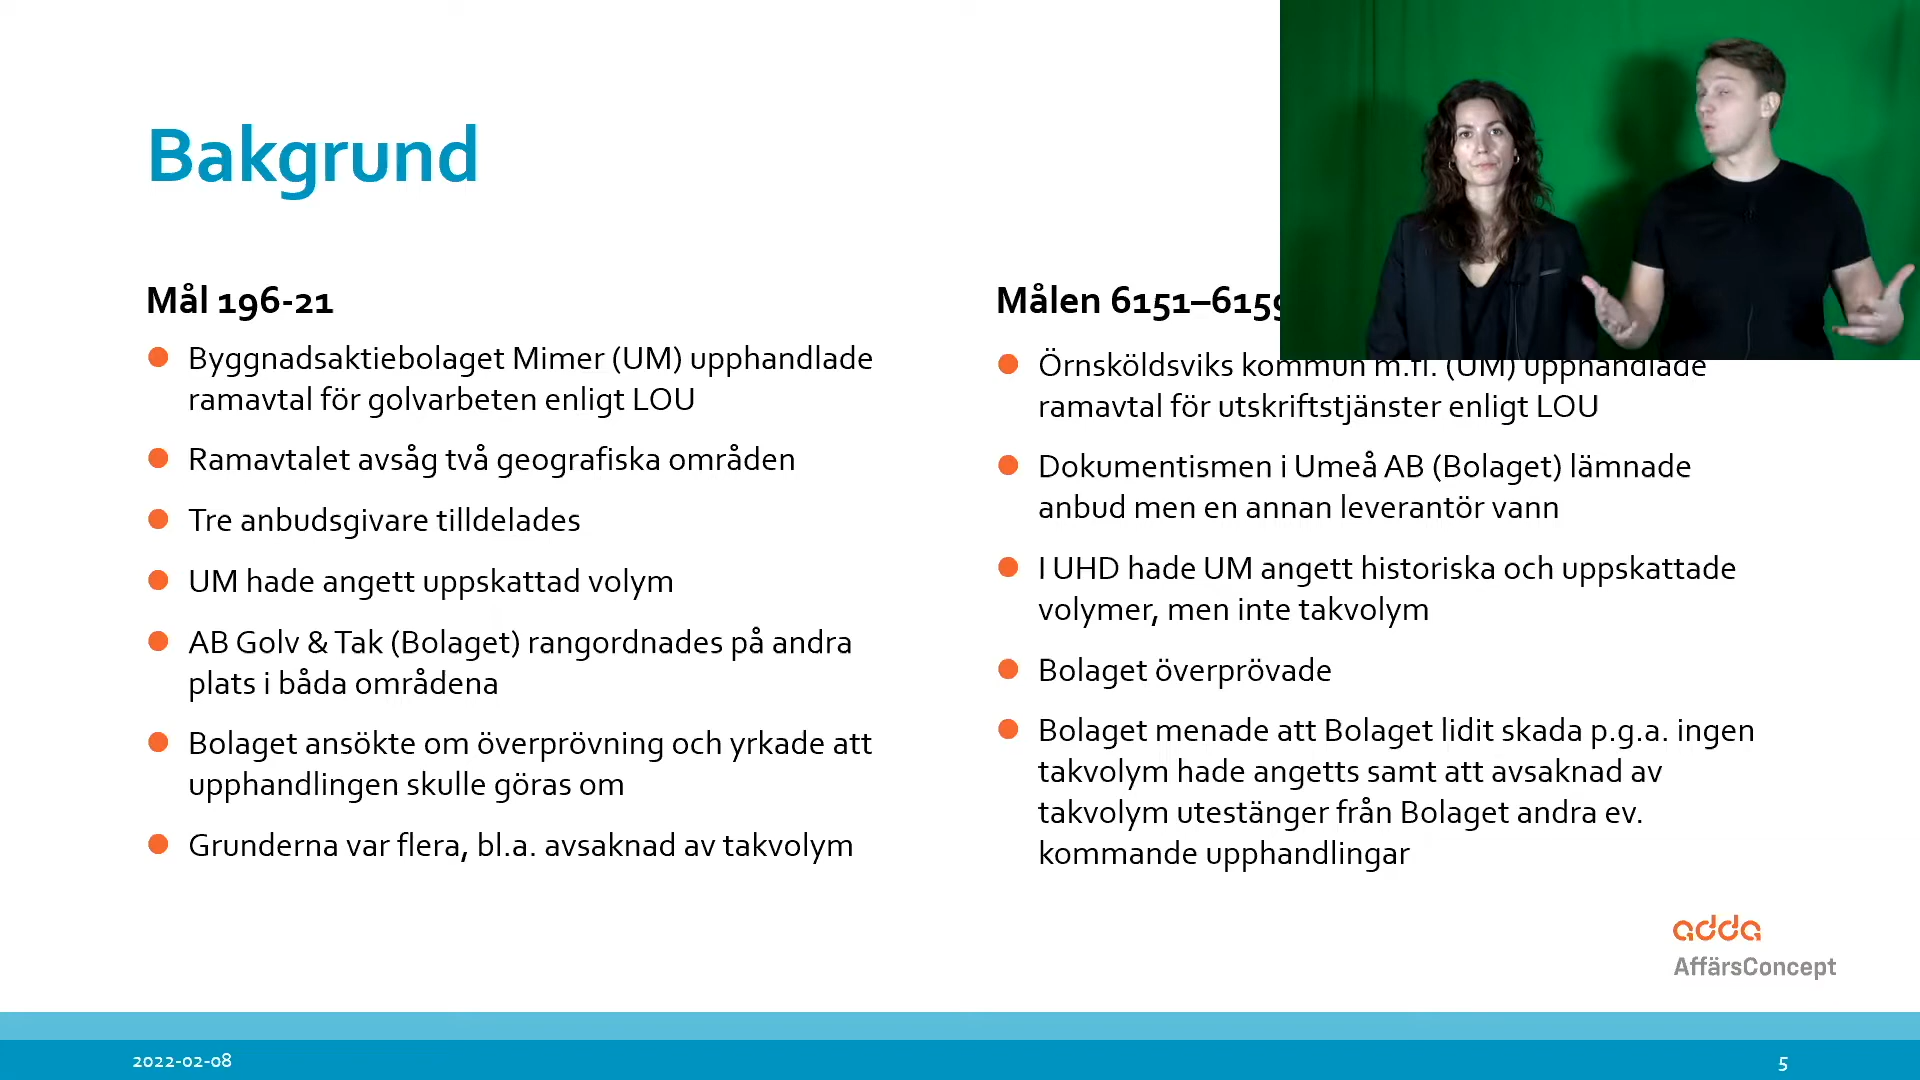 Bakgrund
Mål 196-21
Byggnadsaktiebolaget Mimer (UM) upphandlade
ramavtal för golvarbeten enligt LOU
Ramavtalet avsåg två geografiska områden
Tre anbudsgivare tilldelades
UM hade angett uppskattad volym
AB Golv & Tak (Bolaget) rangordnades på andra
plats i båda områdena
Bolaget ansökte om överprövning och yrkade att
upphandlingen skulle göras om
Grunderna var flera, bl.a. avsaknad av takvolym
Målen 6151–6159
Örnsköldsviks kommun m.fl. (UM) upphandlade
ramavtal för utskriftstjänster enligt LOU
Dokumentismen i Umeå AB (Bolaget) lämnade
anbud men en annan leverantör vann
I UHD hade UM angett historiska och uppskattade
volymer, men inte takvolym
Bolaget överprövade
Bolaget menade att Bolaget lidit skada p.g.a. ingen
takvolym hade angetts samt att avsaknad av
takvolym utestänger från Bolaget andra ev.
kommande upphandlingar
adda
AffärsConcept
2022-02-08
5